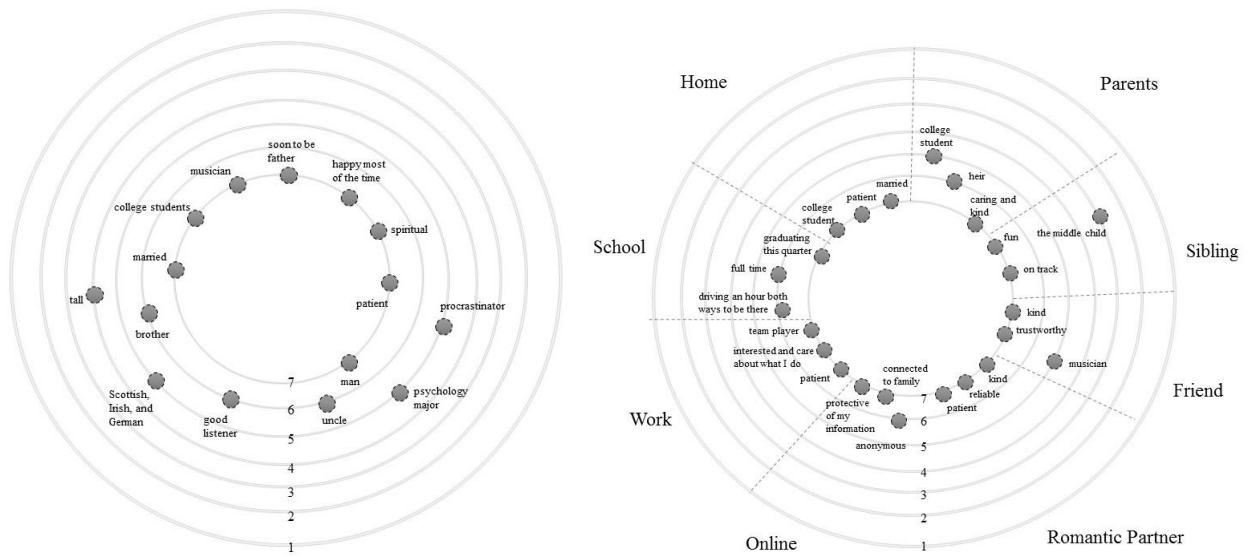 soon to be
father
musician
happy most
of the time
college students
spiritual
married
patient
tall
procrastinator
brother
man
Scottish,
Irish, and
German
good
listener
uncle
psychology
major
7
6
5
4
3
2
1
Home
Parents
college
student
heir
married
patient
caring and
kind
college
student
fun
the middle child
School
graduating
this quarter
Sibling
full time
on track
driving an hour both
ways to be there
kind
team player
trustworthy
interested and care
about what I do
musician
patient
connected
to family
kind
reliable
patient
Friend
protective
of my
information
anonymous
Work
7
6
5
4
3
2
1
Online
Romantic Partner